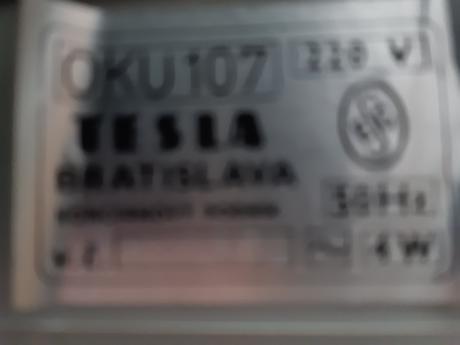 OKU107 220 V
TESLA
BRATISLAVA
50Hz
v. č. ~ 4W